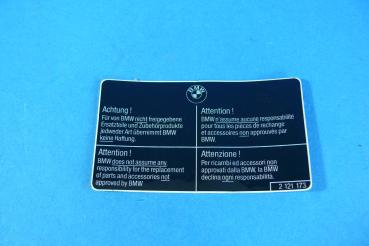 BMW
Achtung !
Für von BMW nicht freigegebene
Ersatzteile und Zubehörprodukte
jedweder Art übernimmt BMW
keine Haftung.
Attention !
BMW n'assume aucune responsabilité
pour tous les pièces de rechange
et accessoires non approuvés par
BMW.
Attention !
BMW does not assume any
responsibility for the replacement
of parts and accessories not
approved by BMW
Attenzione !
Per ricambi ed accessori non
approvati dalla BMW, la BMW
declina ogni responsabilità.
2 121 173